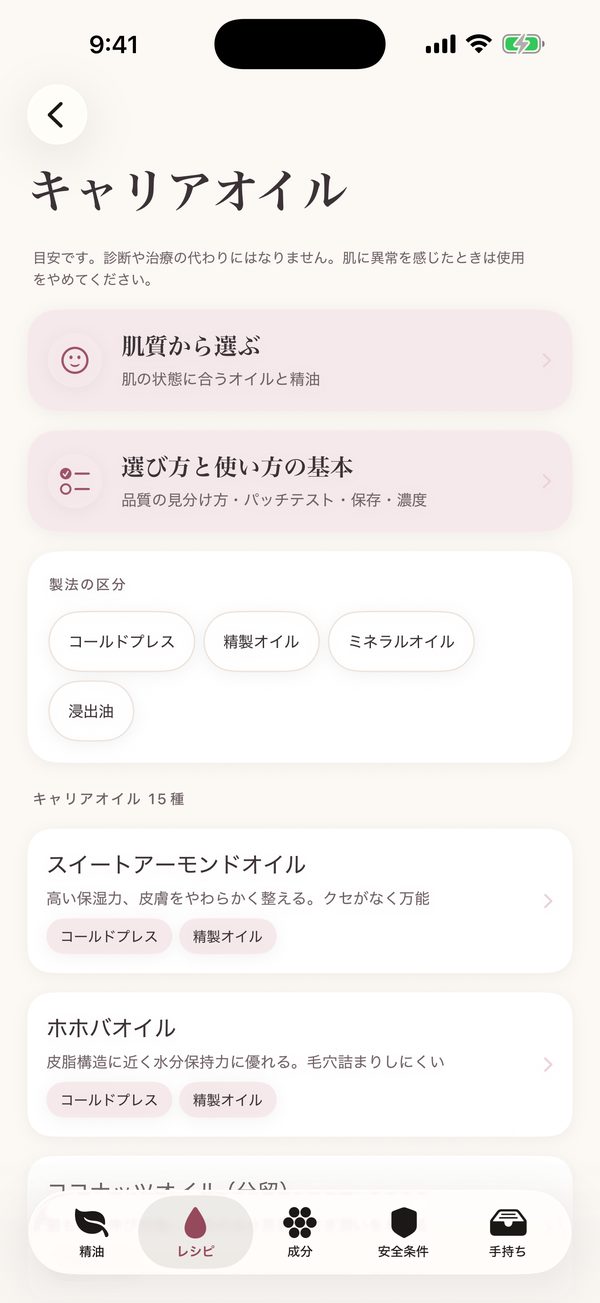 9:41
キャリアオイル
目安です。診断や治療の代わりにはなりません。肌に異常を感じたときは使用
をやめてください。
肌質から選ぶ
肌の状態に合うオイルと精油
選び方と使い方の基本
品質の見分け方・パッチテスト・保存・濃度
製法の区分
コールドプレス 精製オイル ミネラルオイル
浸出油
キャリアオイル 15種
スイートアーモンドオイル
高い保湿力、皮膚をやわらかく整える。クセがなく万能
コールドプレス 精製オイル
ホホバオイル
皮脂構造に近く水分保持力に優れる。毛穴詰まりしにくい
コールドプレス 精製オイル
ココナッツオイル（分留）
精油 レシピ 成分 安全条件 手持ち